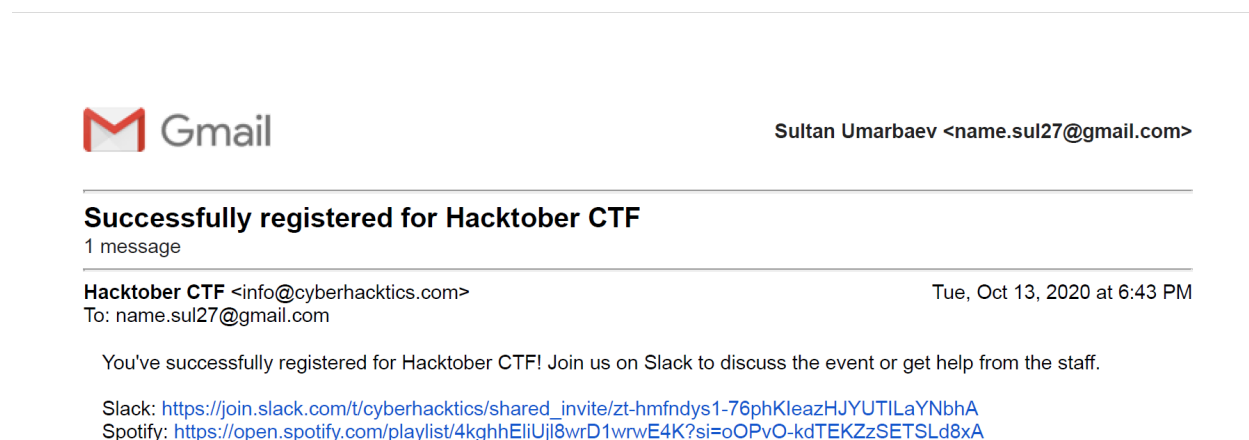 Gmail
Sultan Umarbaev <name.sul27@gmail.com>
Successfully registered for Hacktober CTF
1 message
Hacktober CTF <info@cyberhacktics.com>
Tue, Oct 13, 2020 at 6:43 PM
To: name.sul27@gmail.com
You've successfully registered for Hacktober CTF! Join us on Slack to discuss the event or get help from the staff.
Slack: https://join.slack.com/t/cyberhacktics/shared_invite/zt-hmfndys1-76phKIeazHJYUTILaYNbhA
Spotify: https://open.spotify.com/playlist/4kghhEliUjl8wrD1wrwE4K?si=oOPvO-kdTEKZzSETSLd8xA